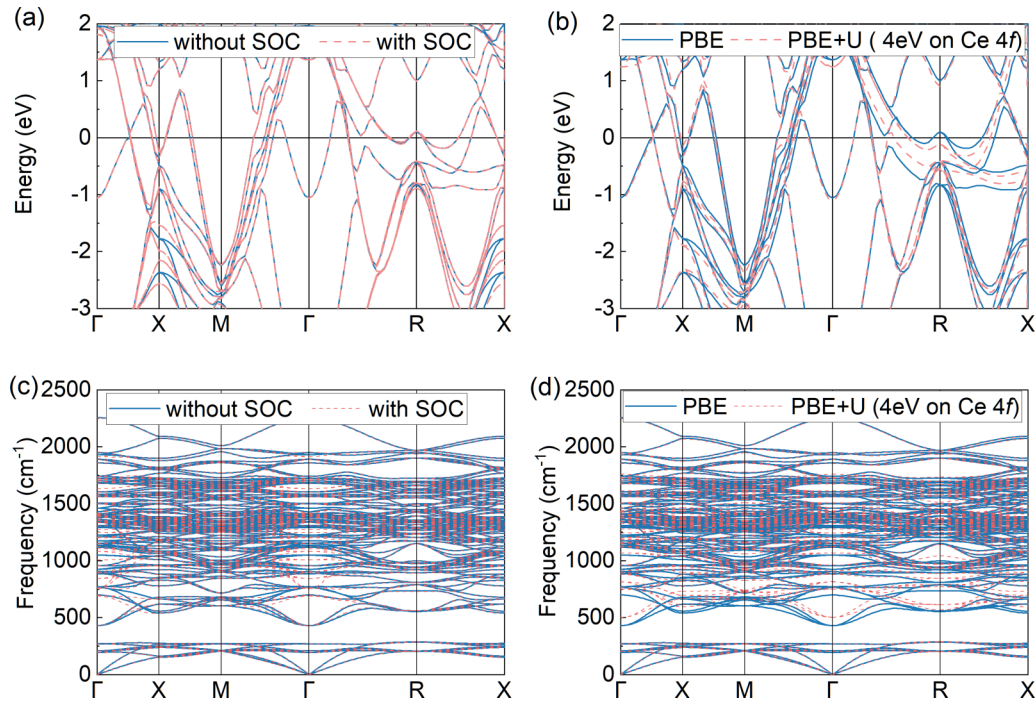 (a)
without SOC
with SOC
Energy (eV)
2
1
0
-1
-2
-3
Γ X M Γ R X
(b)
PBE
PBE+U ( 4eV on Ce 4f)
Energy (eV)
2
1
0
-1
-2
-3
Γ X M Γ R X
(c)
without SOC
with SOC
Frequency (cm⁻¹)
2500
2000
1500
1000
500
0
Γ X M Γ R X
(d)
PBE
PBE+U (4eV on Ce 4f)
Frequency (cm⁻¹)
2500
2000
1500
1000
500
0
Γ X M Γ R X